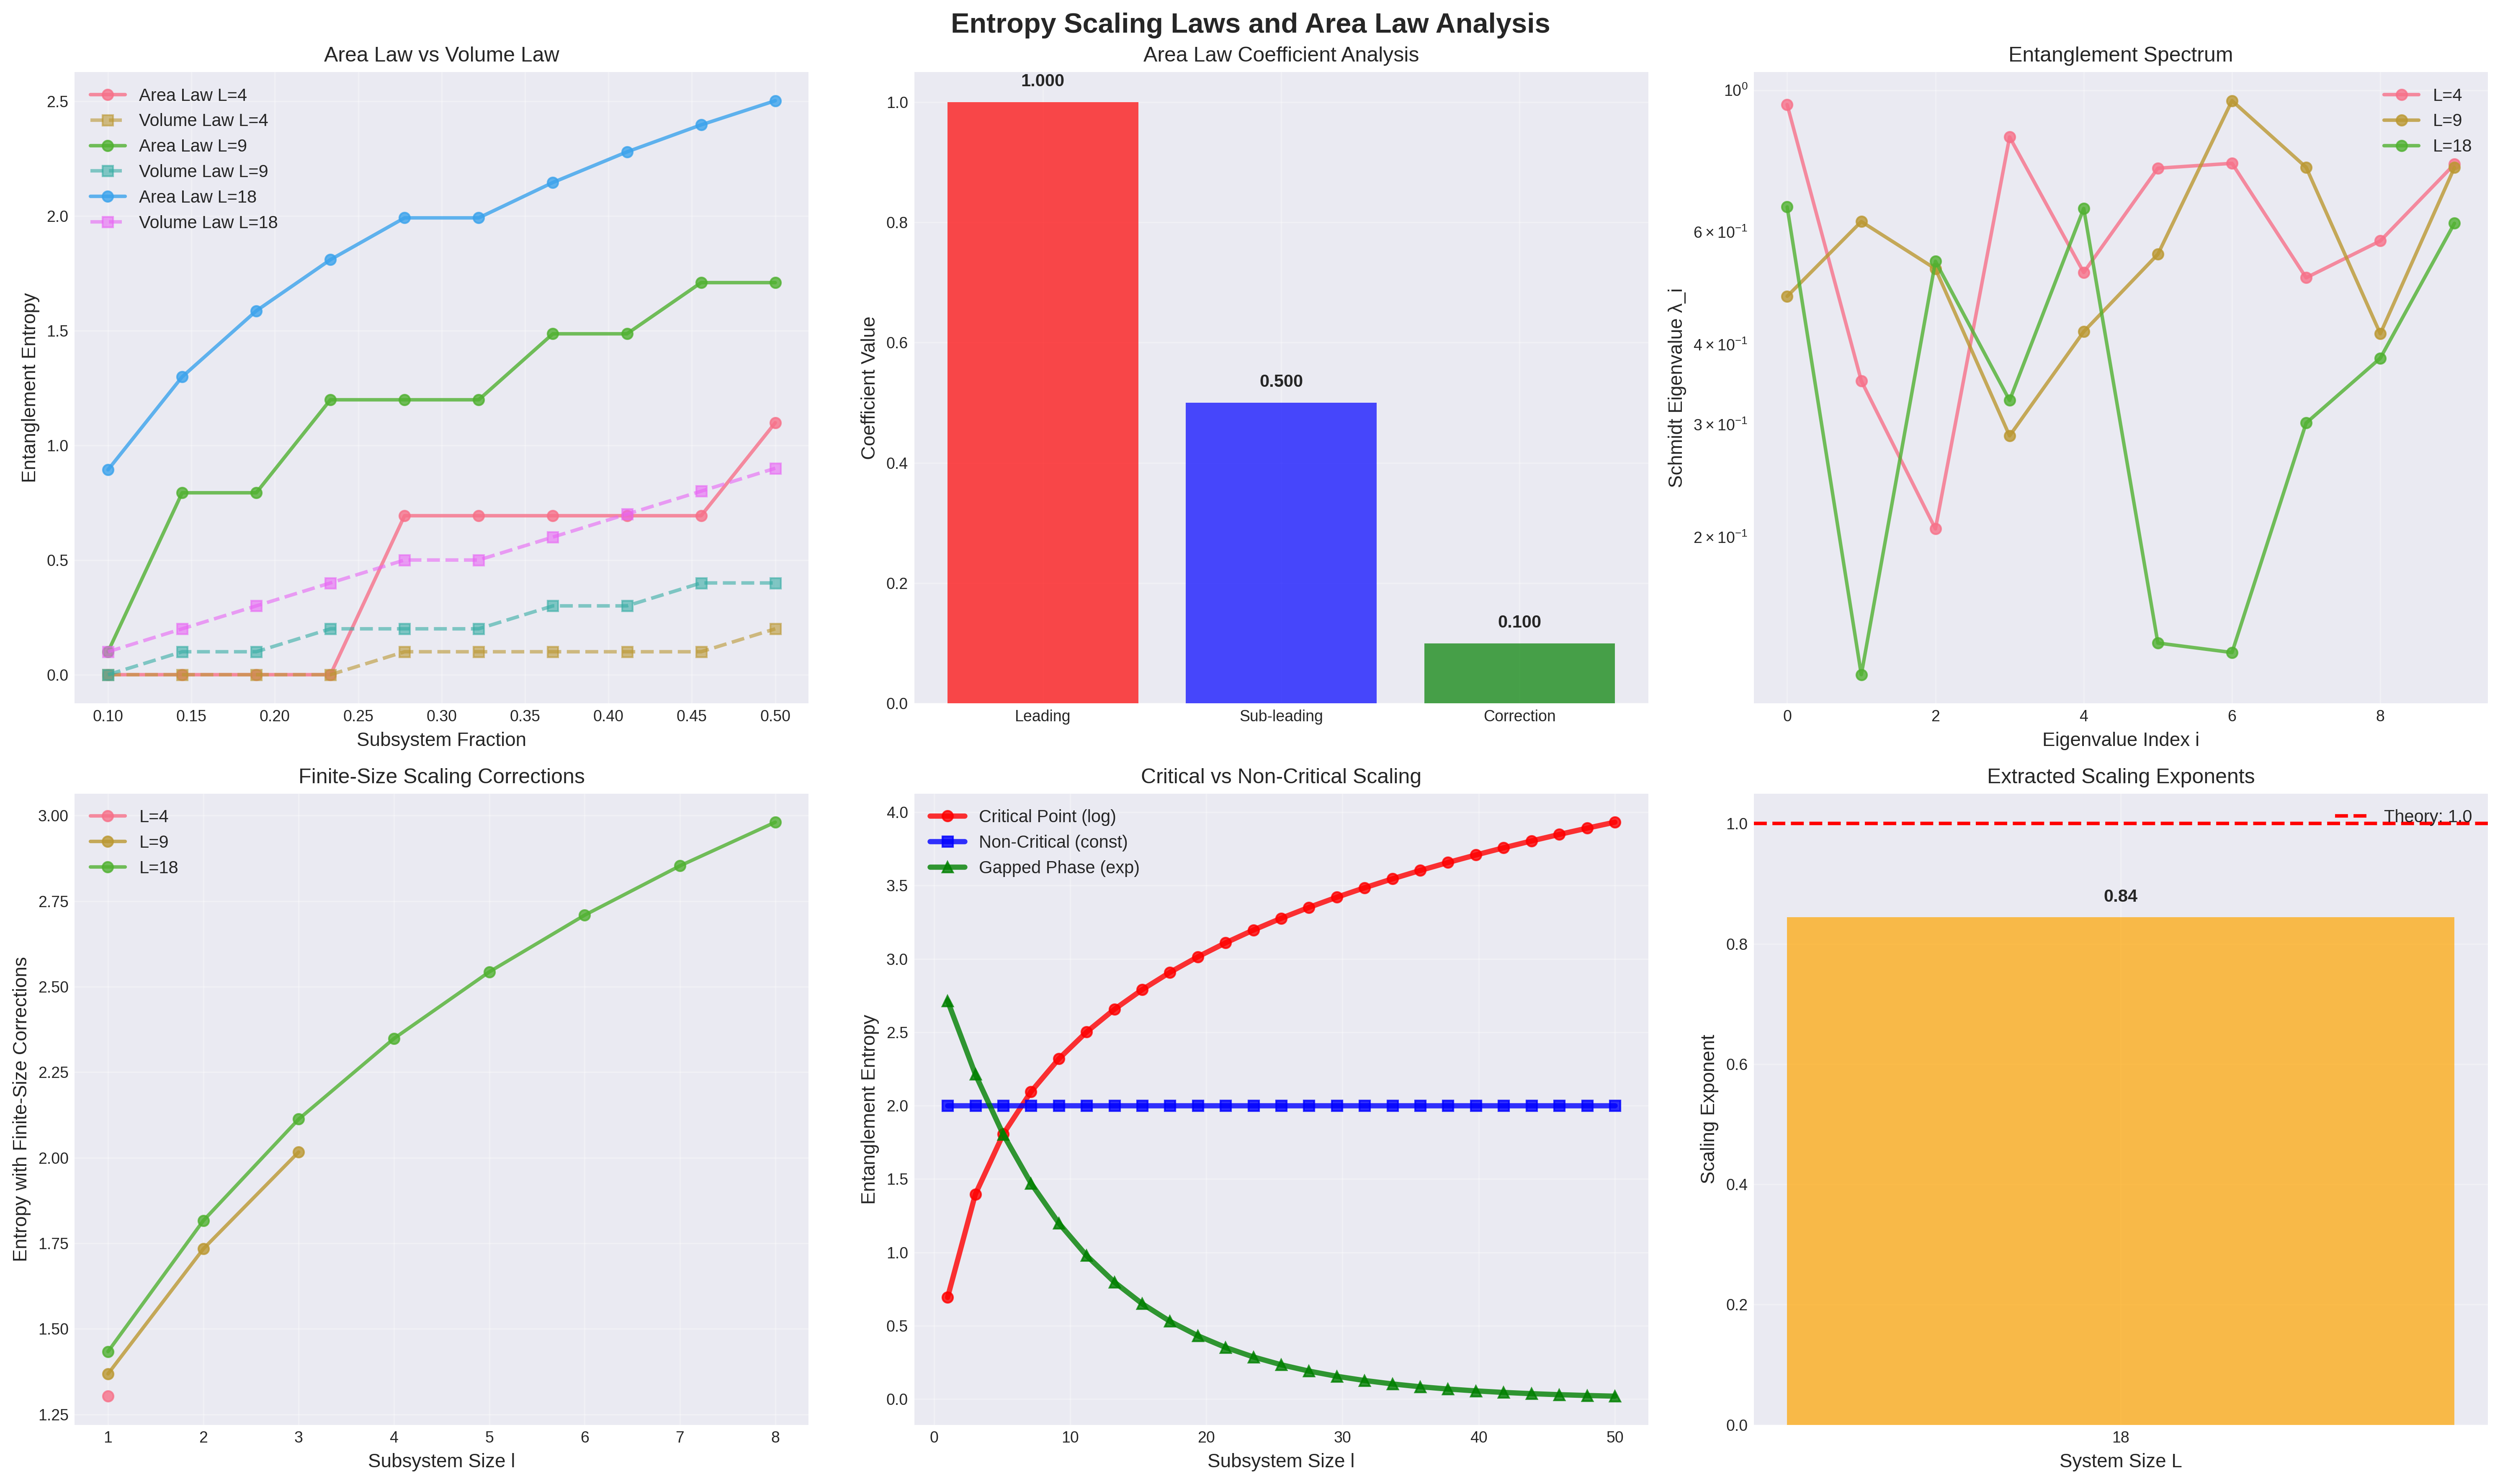 Entropy Scaling Laws and Area Law Analysis
Area Law vs Volume Law
Entanglement Entropy
2.5
2.0
1.5
1.0
0.5
0.0
Area Law L=4
Volume Law L=4
Area Law L=9
Volume Law L=9
Area Law L=18
Volume Law L=18
0.10 0.15 0.20 0.25 0.30 0.35 0.40 0.45 0.50
Subsystem Fraction
Area Law Coefficient Analysis
Coefficient Value
1.0
0.8
0.6
0.4
0.2
0.0
1.000
0.500
0.100
Leading Sub-leading Correction
Entanglement Spectrum
Schmidt Eigenvalue λ_i
10⁰
6 × 10⁻¹
4 × 10⁻¹
3 × 10⁻¹
2 × 10⁻¹
L=4
L=9
L=18
0 2 4 6 8
Eigenvalue Index i
Finite-Size Scaling Corrections
Entropy with Finite-Size Corrections
3.00
2.75
2.50
2.25
2.00
1.75
1.50
1.25
L=4
L=9
L=18
1 2 3 4 5 6 7 8
Subsystem Size l
Critical vs Non-Critical Scaling
Entanglement Entropy
4.0
3.5
3.0
2.5
2.0
1.5
1.0
0.5
0.0
Critical Point (log)
Non-Critical (const)
Gapped Phase (exp)
0 10 20 30 40 50
Subsystem Size l
Extracted Scaling Exponents
Scaling Exponent
1.0
0.8
0.6
0.4
0.2
0.0
Theory: 1.0
0.84
18
System Size L